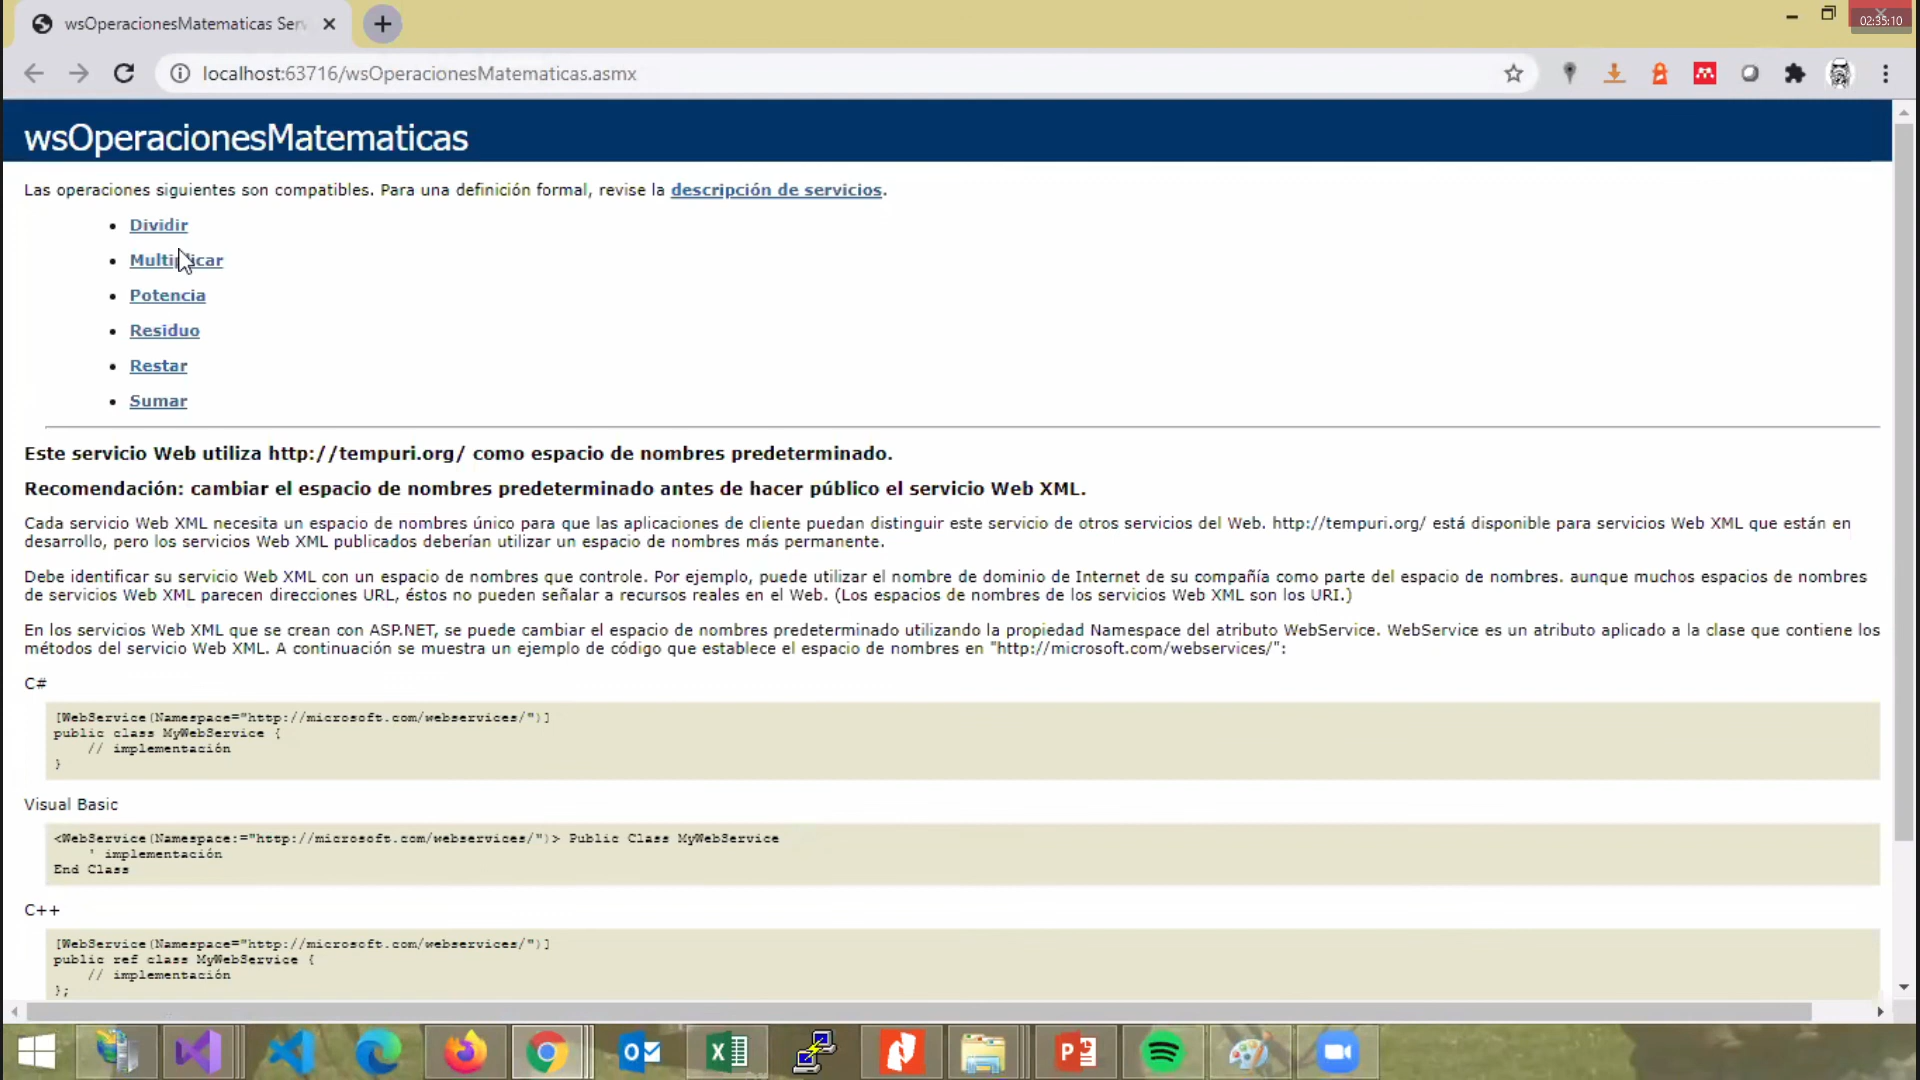 wsOperacionesMatematicas Ser
02:35:10
localhost:63716/wsOperacionesMatematicas.asmx
wsOperacionesMatematicas
Las operaciones siguientes son compatibles. Para una definición formal, revise la descripción de servicios.
Dividir
Multiplicar
Potencia
Residuo
Restar
Sumar
Este servicio Web utiliza http://tempuri.org/ como espacio de nombres predeterminado.
Recomendación: cambiar el espacio de nombres predeterminado antes de hacer público el servicio Web XML.
Cada servicio Web XML necesita un espacio de nombres único para que las aplicaciones de cliente puedan distinguir este servicio de otros servicios del Web. http://tempuri.org/ está disponible para servicios Web XML que están en
desarrollo, pero los servicios Web XML publicados deberían utilizar un espacio de nombres más permanente.
Debe identificar su servicio Web XML con un espacio de nombres que controle. Por ejemplo, puede utilizar el nombre de dominio de Internet de su compañía como parte del espacio de nombres. aunque muchos espacios de nombres
de servicios Web XML parecen direcciones URL, éstos no pueden señalar a recursos reales en el Web. (Los espacios de nombres de los servicios Web XML son los URI.)
En los servicios Web XML que se crean con ASP.NET, se puede cambiar el espacio de nombres predeterminado utilizando la propiedad Namespace del atributo WebService. WebService es un atributo aplicado a la clase que contiene los
métodos del servicio Web XML. A continuación se muestra un ejemplo de código que establece el espacio de nombres en "http://microsoft.com/webservices/":
C#
[WebService(Namespace="http://microsoft.com/webservices/")]
public class MyWebService {
// implementación
}
Visual Basic
<WebService(Namespace:="http://microsoft.com/webservices/")> Public Class MyWebService
' implementación
End Class
C++
[WebService(Namespace="http://microsoft.com/webservices/")]
public ref class MyWebService {
// implementación
};